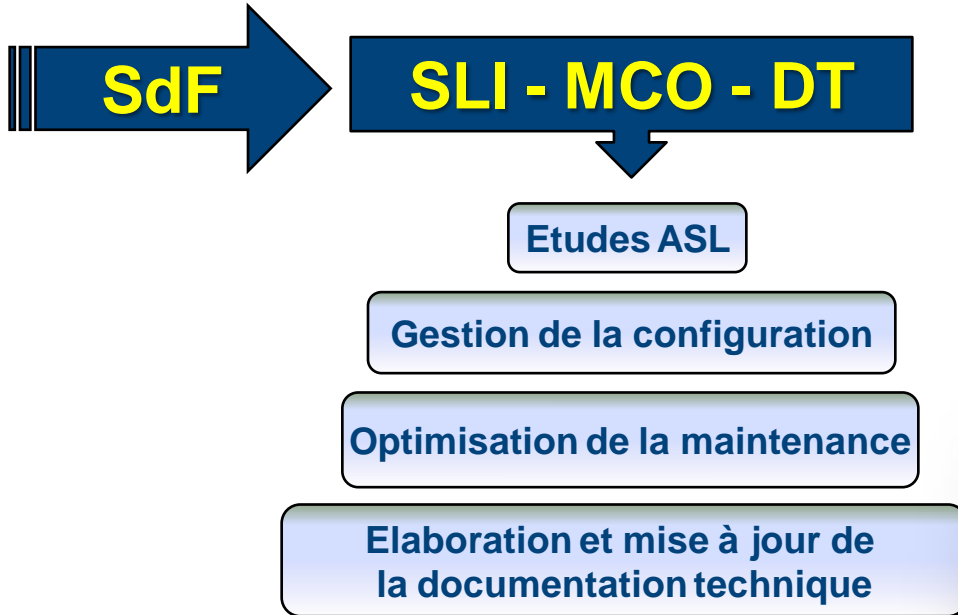 SdF
SLI - MCO - DT
Etudes ASL
Gestion de la configuration
Optimisation de la maintenance
Elaboration et mise à jour de
la documentation technique